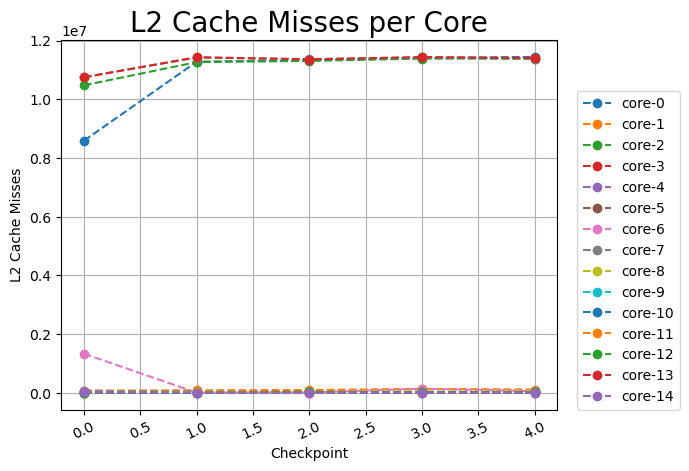 L2 Cache Misses per Core
1e7
1.2
1.0
0.8
0.6
0.4
0.2
0.0
L2 Cache Misses
0.0 0.5 1.0 1.5 2.0 2.5 3.0 3.5 4.0
Checkpoint
core-0
core-1
core-2
core-3
core-4
core-5
core-6
core-7
core-8
core-9
core-10
core-11
core-12
core-13
core-14